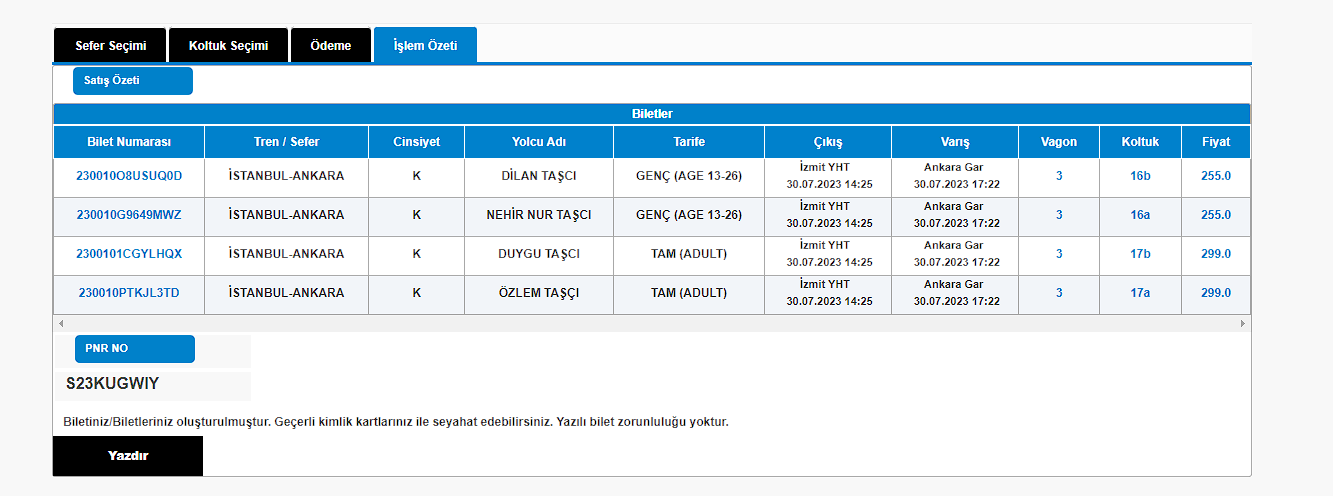 Sefer Seçimi Koltuk Seçimi Ödeme İşlem Özeti
Satış Özeti
Biletler
Bilet Numarası Tren / Sefer Cinsiyet Yolcu Adı Tarife Çıkış Varış Vagon Koltuk Fiyat
230010O8USUQ0D İSTANBUL-ANKARA K DİLAN TAŞCI GENÇ (AGE 13-26) İzmit YHT 30.07.2023 14:25 Ankara Gar 30.07.2023 17:22 3 16b 255.0
230010G9649MWZ İSTANBUL-ANKARA K NEHİR NUR TAŞCI GENÇ (AGE 13-26) İzmit YHT 30.07.2023 14:25 Ankara Gar 30.07.2023 17:22 3 16a 255.0
2300101CGYLHQX İSTANBUL-ANKARA K DUYGU TAŞCI TAM (ADULT) İzmit YHT 30.07.2023 14:25 Ankara Gar 30.07.2023 17:22 3 17b 299.0
230010PTKJL3TD İSTANBUL-ANKARA K ÖZLEM TAŞÇI TAM (ADULT) İzmit YHT 30.07.2023 14:25 Ankara Gar 30.07.2023 17:22 3 17a 299.0
PNR NO
S23KUGWIY
Biletiniz/Biletleriniz oluşturulmuştur. Geçerli kimlik kartlarınız ile seyahat edebilirsiniz. Yazılı bilet zorunluluğu yoktur.
Yazdır